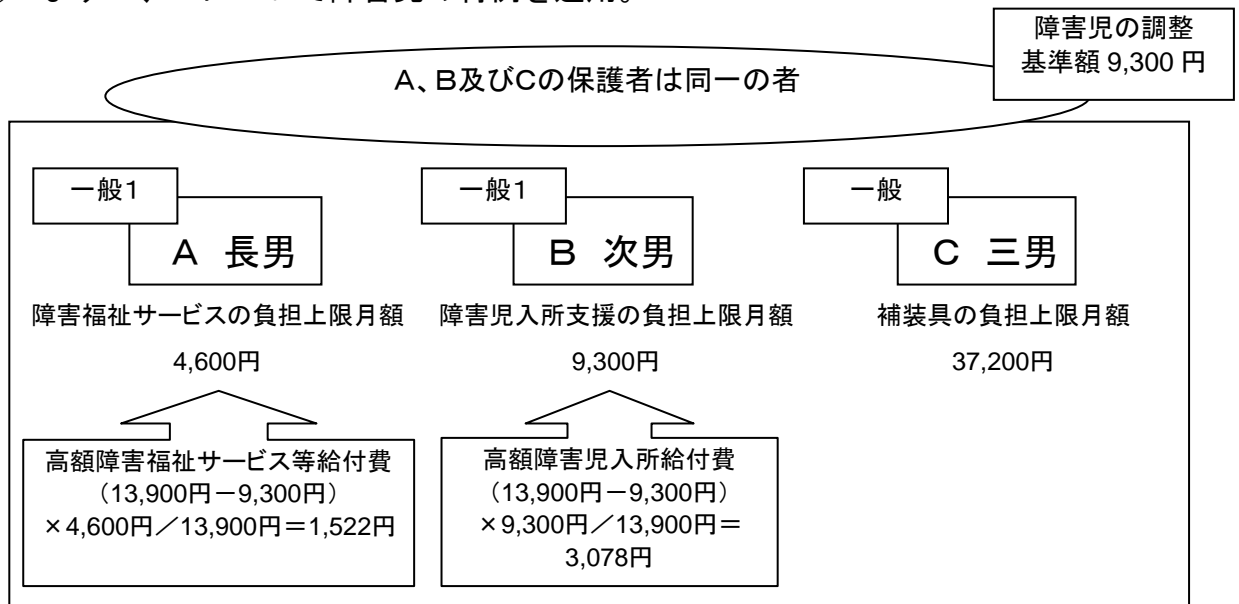 障害児の調整
基準額 9,300 円
A、B及びCの保護者は同一の者
一般1
A 長男
障害福祉サービスの負担上限月額
4,600円
高額障害福祉サービス等給付費
(13,900円-9,300円)
×4,600円/13,900円=1,522円
一般1
B 次男
障害児入所支援の負担上限月額
9,300円
高額障害児入所給付費
(13,900円-9,300円)
×9,300円/13,900円=
3,078円
一般
C 三男
補装具の負担上限月額
37,200円